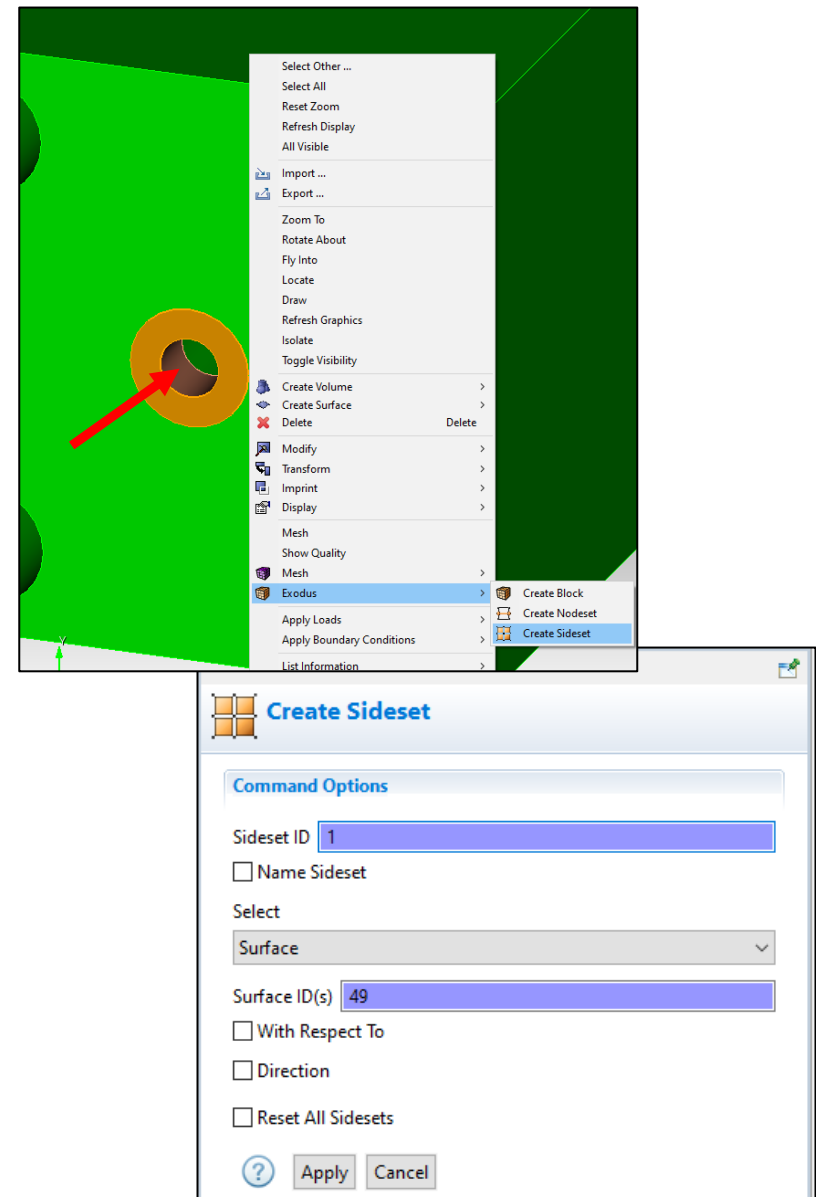 Select Other ...
Select All
Reset Zoom
Refresh Display
All Visible
Import ...
Export ...
Zoom To
Rotate About
Fly Into
Locate
Draw
Refresh Graphics
Isolate
Toggle Visibility
Create Volume
Create Surface
Delete Delete
Modify
Transform
Imprint
Display
Mesh
Show Quality
Mesh
Exodus
Create Block
Apply Loads
Create Nodeset
Apply Boundary Conditions
Create Sideset
List Information
Y
Create Sideset
Command Options
Sideset ID 1
Name Sideset
Select
Surface
Surface ID(s) 49
With Respect To
Direction
Reset All Sidesets
? Apply Cancel